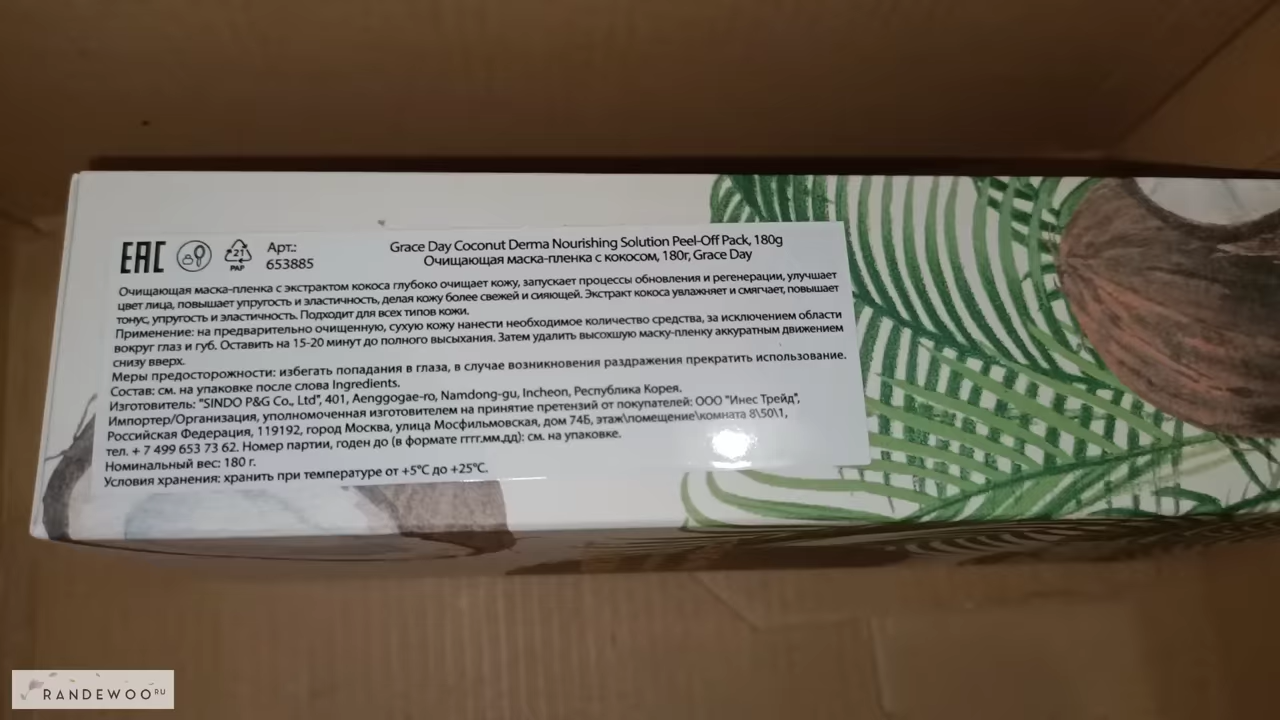 EAC
21
PAP
Арт.:
653885
Grace Day Coconut Derma Nourishing Solution Peel-Off Pack, 180g
Очищающая маска-пленка с кокосом, 180г, Grace Day
Очищающая маска-пленка с экстрактом кокоса глубоко очищает кожу, запускает процессы обновления и регенерации, улучшает
цвет лица, повышает упругость и эластичность, делая кожу более свежей и сияющей. Экстракт кокоса увлажняет и смягчает, повышает
тонус, упругость и эластичность. Подходит для всех типов кожи.
Применение: на предварительно очищенную, сухую кожу нанести необходимое количество средства, за исключением области
вокруг глаз и губ. Оставить на 15-20 минут до полного высыхания. Затем удалить высохшую маску-пленку аккуратным движением
снизу вверх.
Меры предосторожности: избегать попадания в глаза, в случае возникновения раздражения прекратить использование.
Состав: см. на упаковке после слова Ingredients.
Изготовитель: "SINDO P&G Co., Ltd", 401, Aenggogae-ro, Namdong-gu, Incheon, Республика Корея.
Импортер/Организация, уполномоченная изготовителем на принятие претензий от покупателей: ООО "Инес Трейд",
Российская Федерация, 119192, город Москва, улица Мосфильмовская, дом 74Б, этаж\помещение\комната 8\50\1,
тел. + 7 499 653 73 62. Номер партии, годен до (в формате гггг.мм.дд): см. на упаковке.
Номинальный вес: 180 г.
Условия хранения: хранить при температуре от +5°C до +25°C.
RANDEWOO RU